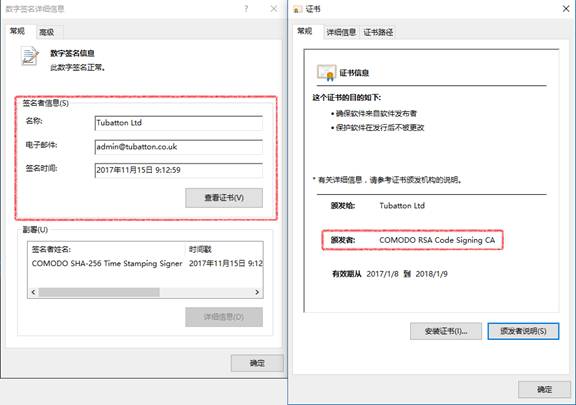 数字签名详细信息
常规 高级
数字签名信息
此数字签名正常。
签名者信息(S)
名称: Tubatton Ltd
电子邮件: admin@tubatton.co.uk
签名时间: 2017年11月15日 9:12:59
查看证书(V)
副署(U)
签名者姓名: 时间戳
COMODO SHA-256 Time Stamping Signer 2017年11月15日 9:12
详细信息(D)
确定
证书
常规 详细信息 证书路径
证书信息
这个证书的目的如下:
• 确保软件来自软件发布者
• 保护软件在发行后不被更改
* 有关详细信息，请参考证书颁发机构的说明。
颁发给: Tubatton Ltd
颁发者: COMODO RSA Code Signing CA
有效期从 2017/1/8 到 2018/1/9
安装证书(I)... 颁发者说明(S)
确定